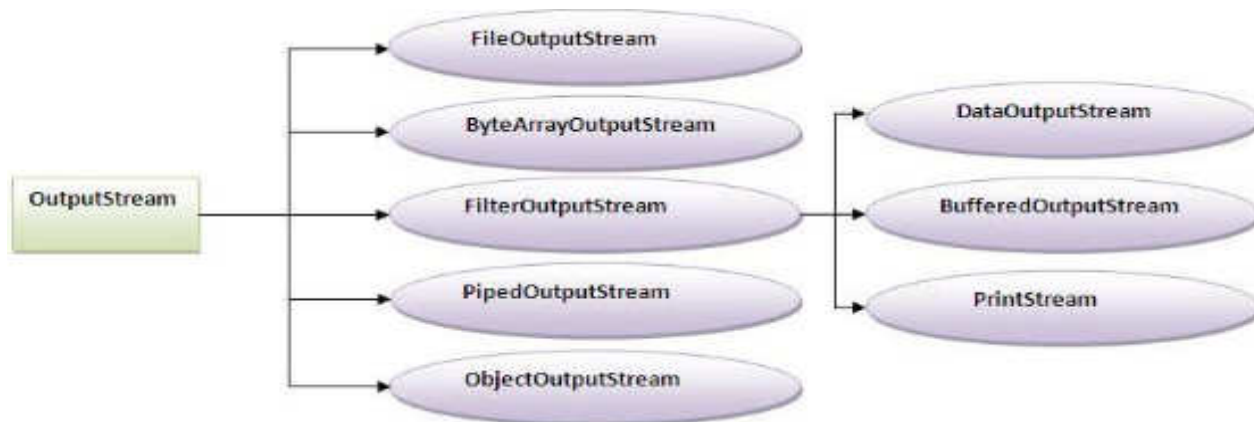 OutputStream
FileOutputStream
ByteArrayOutputStream
FilterOutputStream
PipedOutputStream
ObjectOutputStream
DataOutputStream
BufferedOutputStream
PrintStream